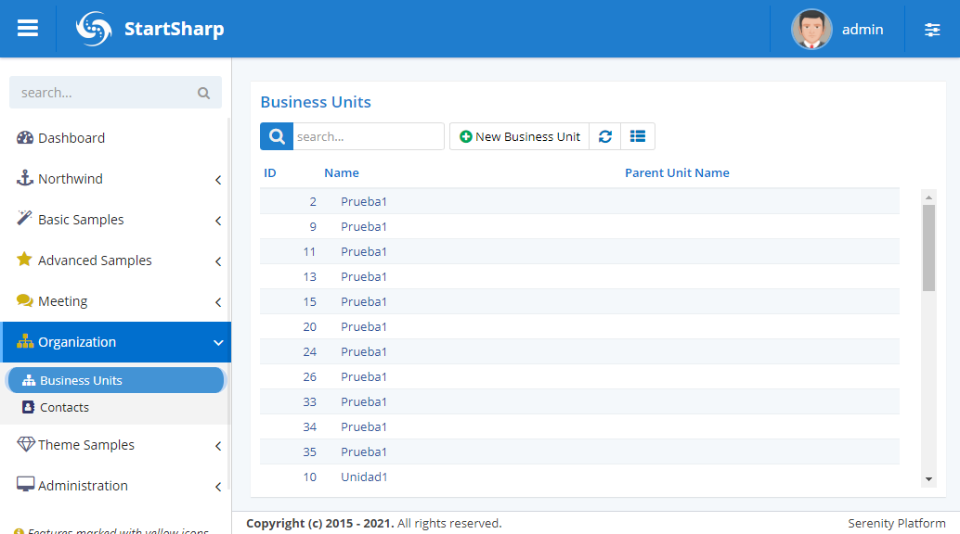 StartSharp
admin
search...
Dashboard
Northwind
Basic Samples
Advanced Samples
Meeting
Organization
Business Units
Contacts
Theme Samples
Administration
Features marked with yellow icons
Business Units
search...
New Business Unit
ID Name Parent Unit Name
2 Prueba1
9 Prueba1
11 Prueba1
13 Prueba1
15 Prueba1
20 Prueba1
24 Prueba1
26 Prueba1
33 Prueba1
34 Prueba1
35 Prueba1
10 Unidad1
Copyright (c) 2015 - 2021. All rights reserved.
Serenity Platform